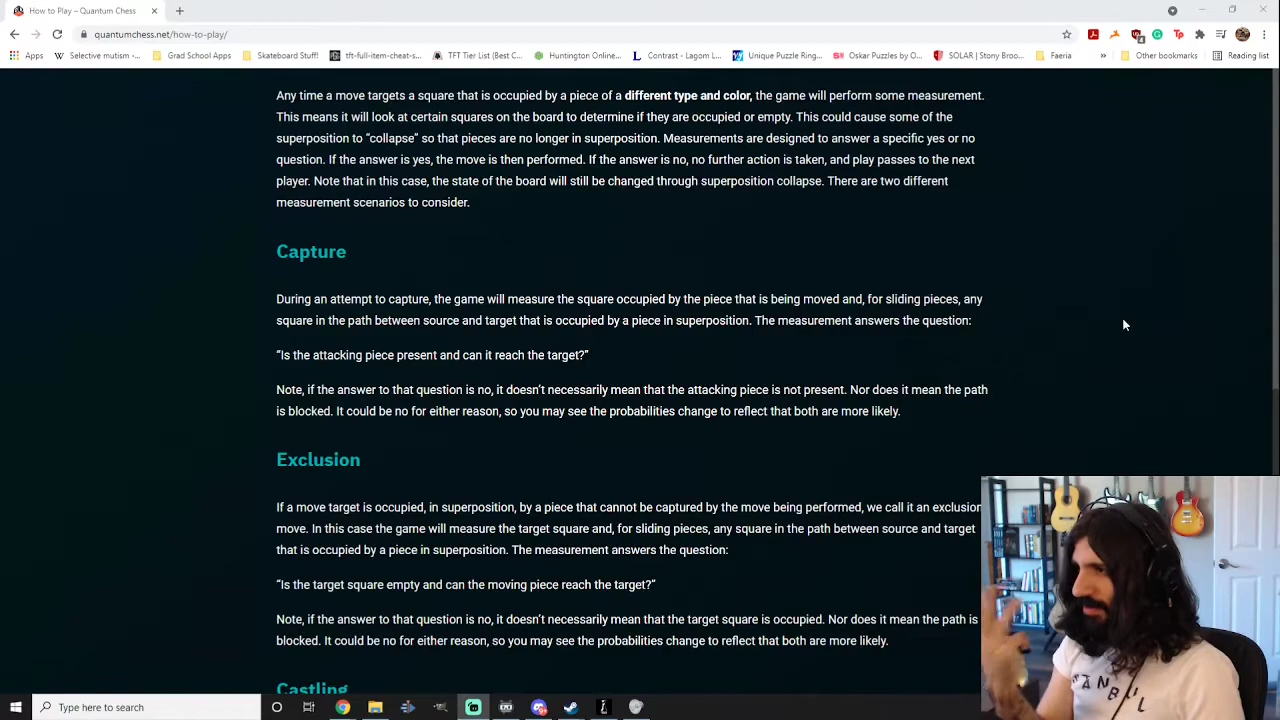 How to Play – Quantum Chess
quantumchess.net/how-to-play/
Apps
Selective mutism -...
Grad School Apps
Skateboard Stuff!
tft-full-item-cheat-s...
TFT Tier List (Best C...
Huntington Online...
Contrast - Lagom L...
Unique Puzzle Ring...
Oskar Puzzles by O...
SOLAR | Stony Broo...
Faeria
»
Other bookmarks
Reading list
Any time a move targets a square that is occupied by a piece of a different type and color, the game will perform some measurement.
This means it will look at certain squares on the board to determine if they are occupied or empty. This could cause some of the
superposition to “collapse” so that pieces are no longer in superposition. Measurements are designed to answer a specific yes or no
question. If the answer is yes, the move is then performed. If the answer is no, no further action is taken, and play passes to the next
player. Note that in this case, the state of the board will still be changed through superposition collapse. There are two different
measurement scenarios to consider.
Capture
During an attempt to capture, the game will measure the square occupied by the piece that is being moved and, for sliding pieces, any
square in the path between source and target that is occupied by a piece in superposition. The measurement answers the question:
“Is the attacking piece present and can it reach the target?”
Note, if the answer to that question is no, it doesn’t necessarily mean that the attacking piece is not present. Nor does it mean the path
is blocked. It could be no for either reason, so you may see the probabilities change to reflect that both are more likely.
Exclusion
If a move target is occupied, in superposition, by a piece that cannot be captured by the move being performed, we call it an exclusion
move. In this case the game will measure the target square and, for sliding pieces, any square in the path between source and target
that is occupied by a piece in superposition. The measurement answers the question:
“Is the target square empty and can the moving piece reach the target?”
Note, if the answer to that question is no, it doesn’t necessarily mean that the target square is occupied. Nor does it mean the path is
blocked. It could be no for either reason, so you may see the probabilities change to reflect that both are more likely.
Castling
Type here to search